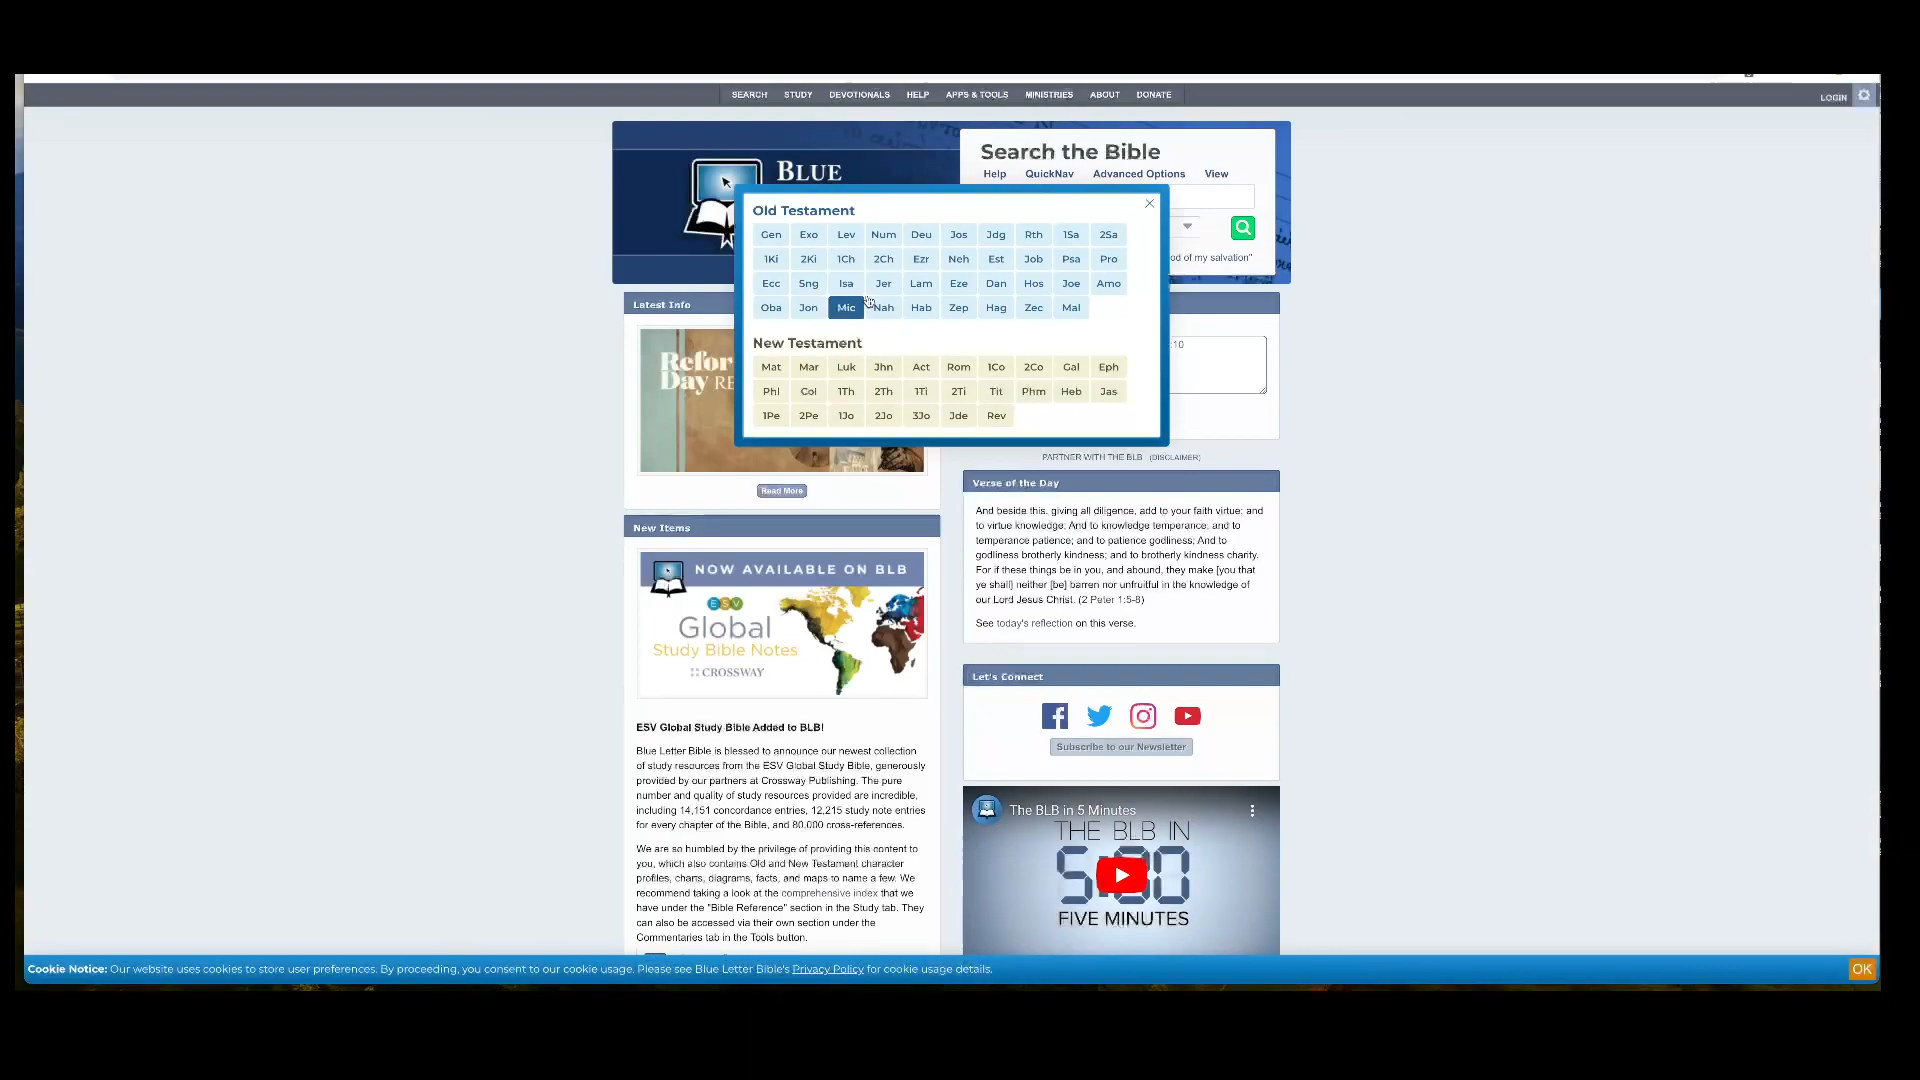 SEARCH STUDY DEVOTIONALS HELP APPS & TOOLS MINISTRIES ABOUT DONATE
LOGIN
BLUE
Search the Bible
Help QuickNav Advanced Options View
od of my salvation"
Old Testament
Gen Exo Lev Num Deu Jos Jdg Rth 1Sa 2Sa
1Ki 2Ki 1Ch 2Ch Ezr Neh Est Job Psa Pro
Ecc Sng Isa Jer Lam Eze Dan Hos Joe Amo
Oba Jon Mic Nah Hab Zep Hag Zec Mal
New Testament
Mat Mar Luk Jhn Act Rom 1Co 2Co Gal Eph
Phl Col 1Th 2Th 1Ti 2Ti Tit Phm Heb Jas
1Pe 2Pe 1Jo 2Jo 3Jo Jde Rev
Latest Info
Refor
Day RE
Read More
:10
PARTNER WITH THE BLB (DISCLAIMER)
New Items
NOW AVAILABLE ON BLB
ESV
Global
Study Bible Notes
CROSSWAY
ESV Global Study Bible Added to BLB!
Blue Letter Bible is blessed to announce our newest collection
of study resources from the ESV Global Study Bible, generously
provided by our partners at Crossway Publishing. The pure
number and quality of study resources provided are incredible,
including 14,151 concordance entries, 12,215 study note entries
for every chapter of the Bible, and 80,000 cross-references.
We are so humbled by the privilege of providing this content to
you, which also contains Old and New Testament character
profiles, charts, diagrams, facts, and maps to name a few. We
recommend taking a look at the comprehensive index that we
have under the "Bible Reference" section in the Study tab. They
can also be accessed via their own section under the
Commentaries tab in the Tools button.
Verse of the Day
And beside this, giving all diligence, add to your faith virtue; and
to virtue knowledge; And to knowledge temperance; and to
temperance patience; and to patience godliness; And to
godliness brotherly kindness; and to brotherly kindness charity.
For if these things be in you, and abound, they make [you that
ye shall] neither [be] barren nor unfruitful in the knowledge of
our Lord Jesus Christ. (2 Peter 1:5-8)
See today's reflection on this verse.
Let's Connect
Subscribe to our Newsletter
The BLB in 5 Minutes
THE BLB IN
5:00
FIVE MINUTES
Cookie Notice: Our website uses cookies to store user preferences. By proceeding, you consent to our cookie usage. Please see Blue Letter Bible's Privacy Policy for cookie usage details.
OK